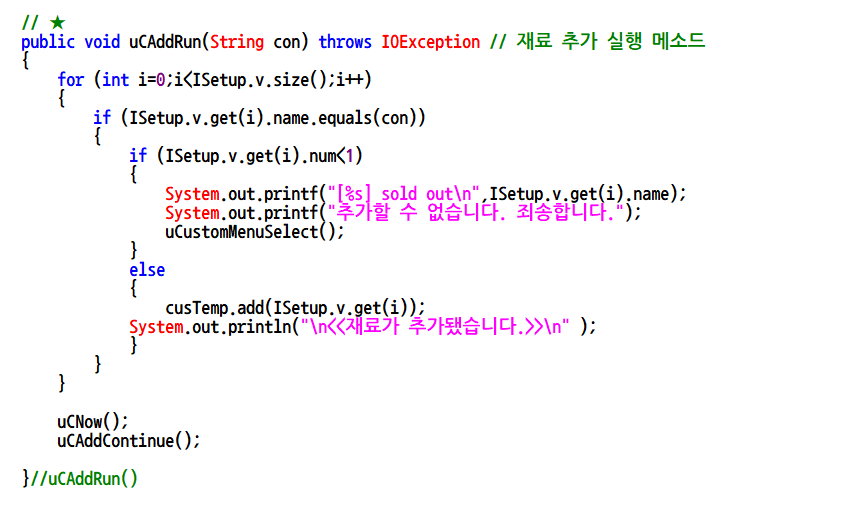 // ★
public void uCAddRun(String con) throws IOException // 재료 추가 실행 메소드
{
    for (int i=0;i<ISetup.v.size();i++)
    {
        if (ISetup.v.get(i).name.equals(con))
        {
            if (ISetup.v.get(i).num<1)
            {
                System.out.printf("[%s] sold out\n",ISetup.v.get(i).name);
                System.out.printf("추가할 수 없습니다. 죄송합니다.");
                uCustomMenuSelect();
            }
            else
            {
                cusTemp.add(ISetup.v.get(i));
            System.out.println("\n<<재료가 추가됐습니다.>>\n" );
            }
        }
    }

    uCNow();
    uCAddContinue();

}//uCAddRun()